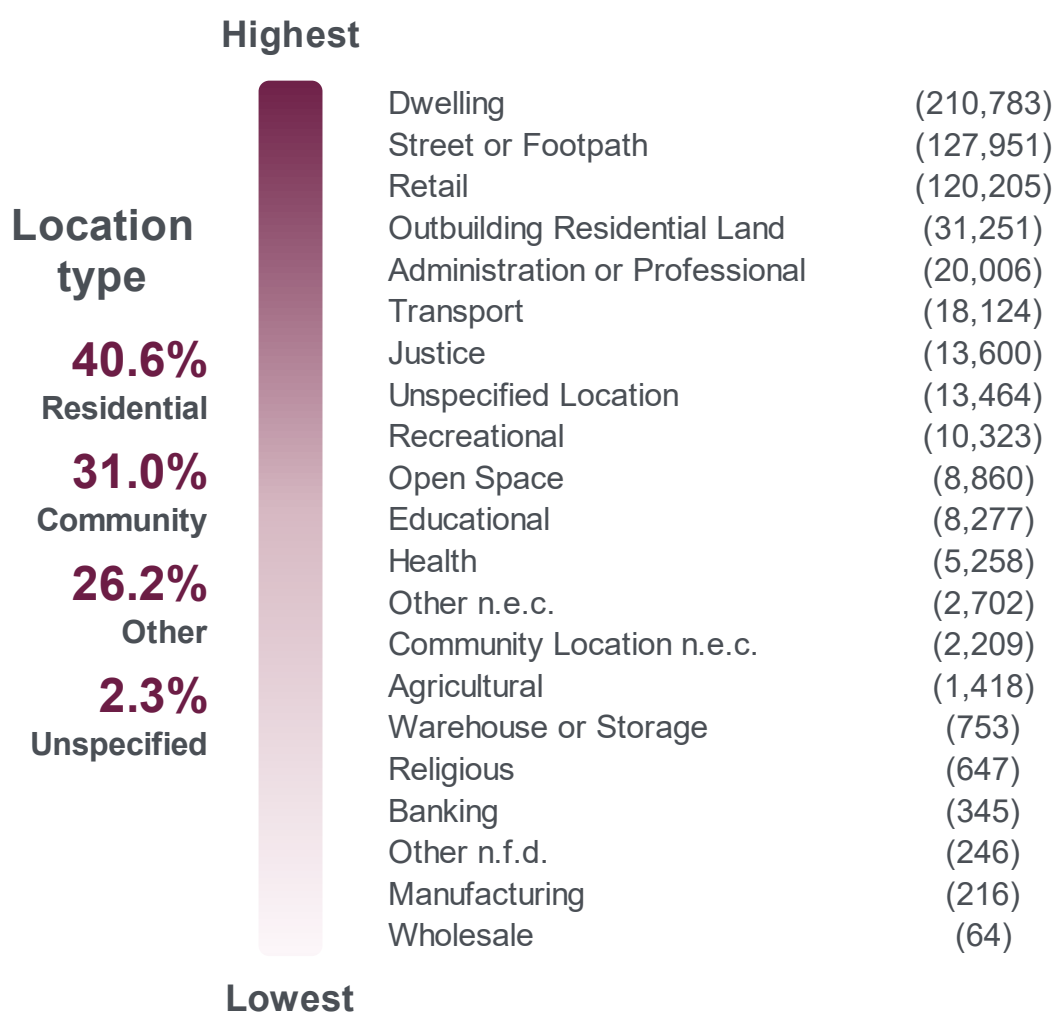 Highest
Location
type
40.6%
Residential
31.0%
Community
26.2%
Other
2.3%
Unspecified
Dwelling (210,783)
Street or Footpath (127,951)
Retail (120,205)
Outbuilding Residential Land (31,251)
Administration or Professional (20,006)
Transport (18,124)
Justice (13,600)
Unspecified Location (13,464)
Recreational (10,323)
Open Space (8,860)
Educational (8,277)
Health (5,258)
Other n.e.c. (2,702)
Community Location n.e.c. (2,209)
Agricultural (1,418)
Warehouse or Storage (753)
Religious (647)
Banking (345)
Other n.f.d. (246)
Manufacturing (216)
Wholesale (64)
Lowest